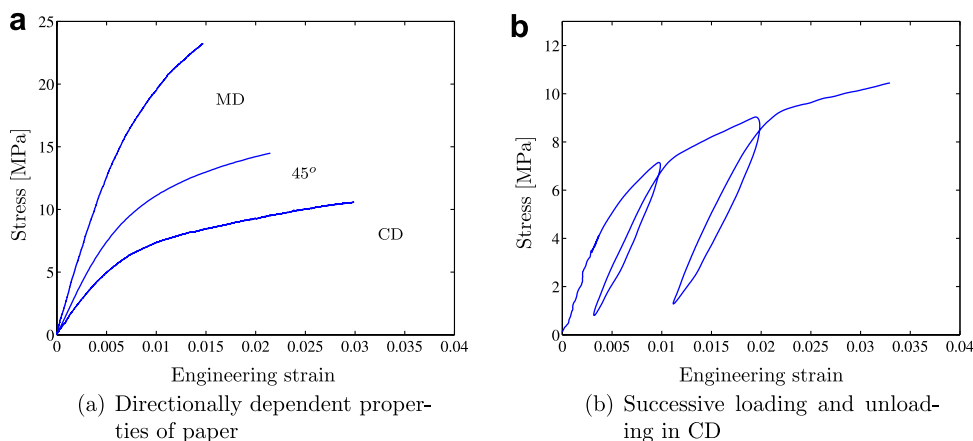 a
25
20
15
10
5
0
Stress [MPa]
MD
45°
CD
0 0.005 0.01 0.015 0.02 0.025 0.03 0.035 0.04
Engineering strain
(a) Directionally dependent proper-
ties of paper
b
12
10
8
6
4
2
0
Stress [MPa]
0 0.005 0.01 0.015 0.02 0.025 0.03 0.035 0.04
Engineering strain
(b) Successive loading and unload-
ing in CD